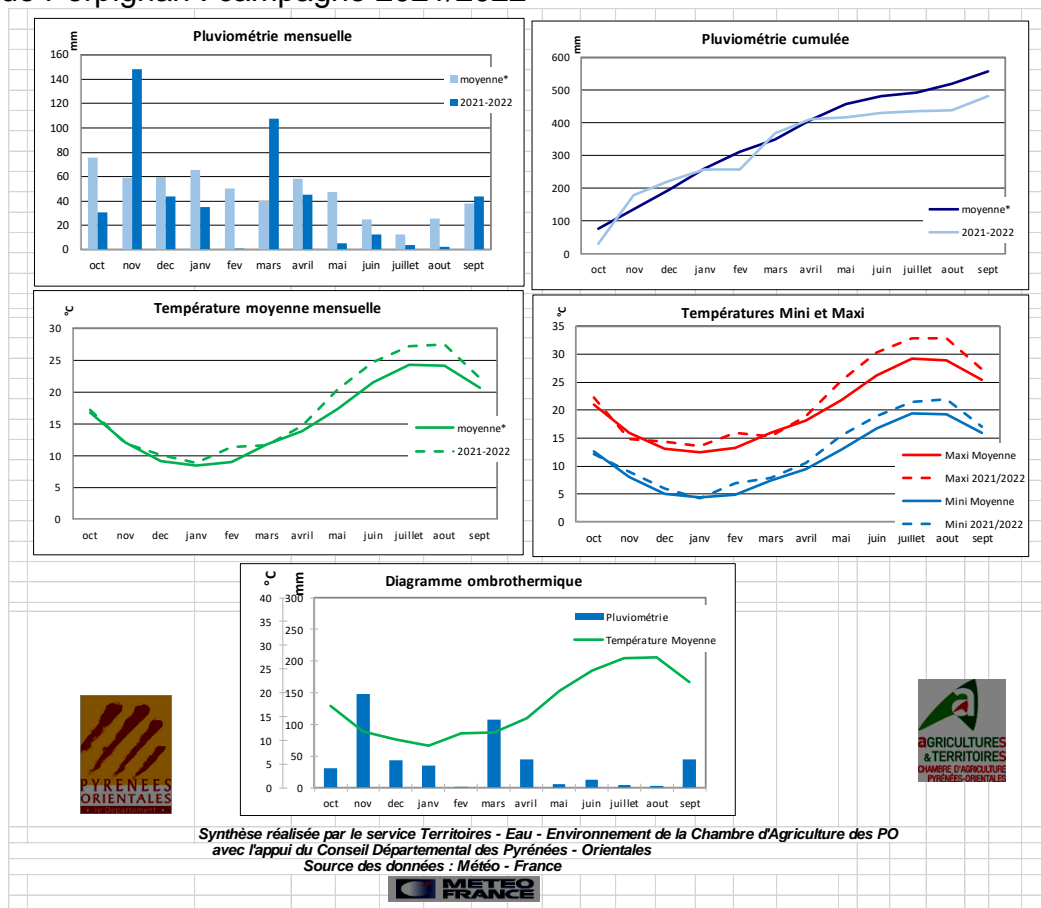 de Perpignan : campagne 2021/2022
Pluviométrie mensuelle
mm
160
140
120
100
80
60
40
20
0
moyenne*
2021-2022
oct nov dec janv fev mars avril mai juin juillet aout sept
Pluviométrie cumulée
mm
600
500
400
300
200
100
0
moyenne*
2021-2022
oct nov dec janv fev mars avril mai juin juillet aout sept
Température moyenne mensuelle
°C
30
25
20
15
10
5
0
moyenne*
2021-2022
oct nov dec janv fev mars avril mai juin juillet aout sept
Températures Mini et Maxi
°C
35
30
25
20
15
10
5
0
Maxi Moyenne
Maxi 2021/2022
Mini Moyenne
Mini 2021/2022
oct nov dec janv fev mars avril mai juin juillet aout sept
Diagramme ombrothermique
°C mm
40 300
35 250
30
25 200
20 150
15 100
10
5 50
0 0
Pluviométrie
Température Moyenne
oct nov dec janv fev mars avril mai juin juillet aout sept
PYRENEES
ORIENTALES
le Département
aGRICULTURES
&TERRITOIRES
CHAMBRE D'AGRICULTURE
PYRÉNÉES-ORIENTALES
Synthèse réalisée par le service Territoires - Eau - Environnement de la Chambre d'Agriculture des PO
avec l'appui du Conseil Départemental des Pyrénées - Orientales
Source des données : Météo - France
METEO
FRANCE